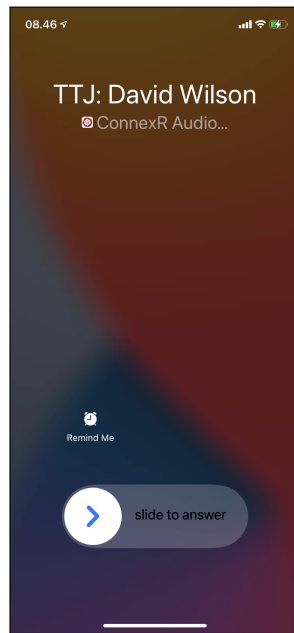 08.46
TTJ: David Wilson
ConnexR Audio...
Remind Me
slide to answer